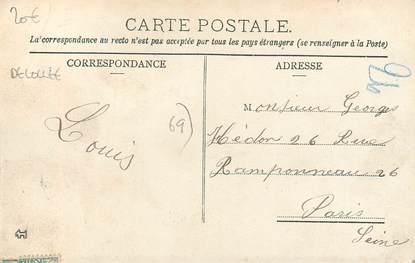 20€
CARTE POSTALE.
La correspondance au recto n'est pas acceptée par tous les pays étrangers (se renseigner à la Poste)
CORRESPONDANCE
ADRESSE
Louis
69)
Monsieur Georges
Hédon 26 Rue
Ramponneau 26
Paris
Seine